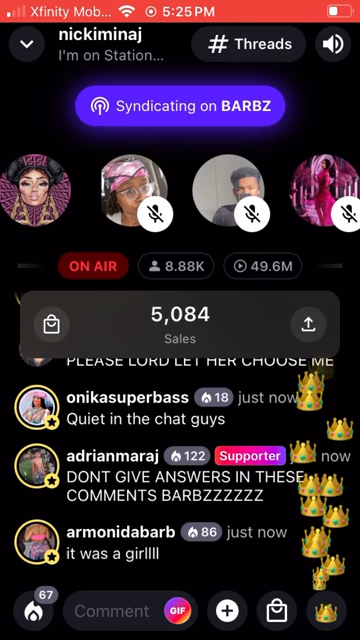 Xfinity Mob... 5:25 PM
nickiminaj
I'm on Station...
# Threads
Syndicating on BARBZ
ON AIR 8.88K 49.6M
5,084
Sales
PLEASE LORD LET HER CHOOSE ME
onikasuperbass 18 just now
Quiet in the chat guys
adrianmaraj 122 Supporter now
DONT GIVE ANSWERS IN THESE
COMMENTS BARBZZZZZZ
armonidabarb 86 just now
it was a girllll
67
Comment GIF